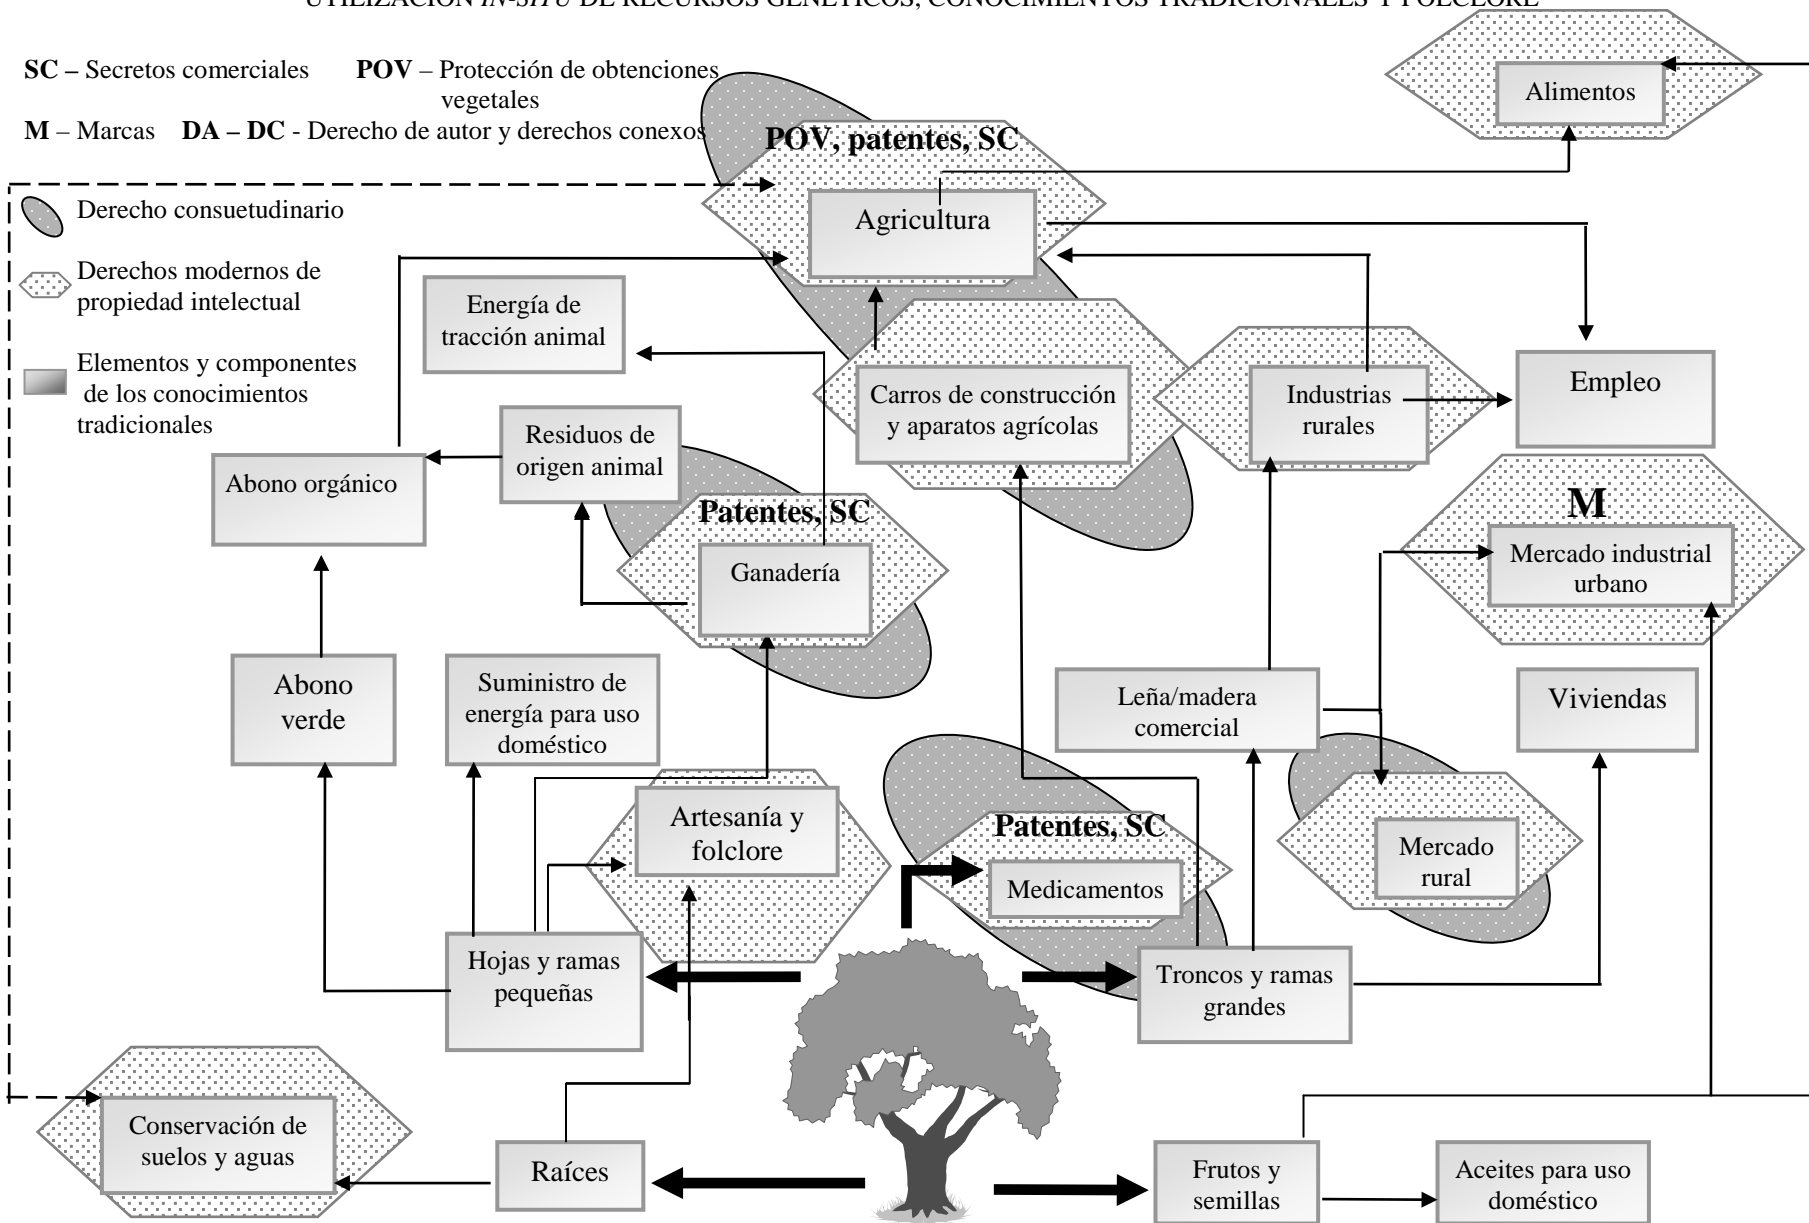 UTILIZACIÓN IN-SITU DE RECURSOS GENÉTICOS, CONOCIMIENTOS TRADICIONALES Y FOLCLORE
SC – Secretos comerciales POV – Protección de obtenciones
vegetales
M – Marcas DA – DC - Derecho de autor y derechos conexos
Derecho consuetudinario
Derechos modernos de
propiedad intelectual
Elementos y componentes
de los conocimientos
tradicionales
Alimentos
POV, patentes, SC
Agricultura
Energía de
tracción animal
Carros de construcción
y aparatos agrícolas
Industrias
rurales
Empleo
Residuos de
origen animal
Abono orgánico
Patentes, SC
Ganadería
M
Mercado industrial
urbano
Abono
verde
Suministro de
energía para uso
doméstico
Leña/madera
comercial
Viviendas
Artesanía y
folclore
Patentes, SC
Medicamentos
Mercado
rural
Hojas y ramas
pequeñas
Troncos y ramas
grandes
Conservación de
suelos y aguas
Raíces
Frutos y
semillas
Aceites para uso
doméstico